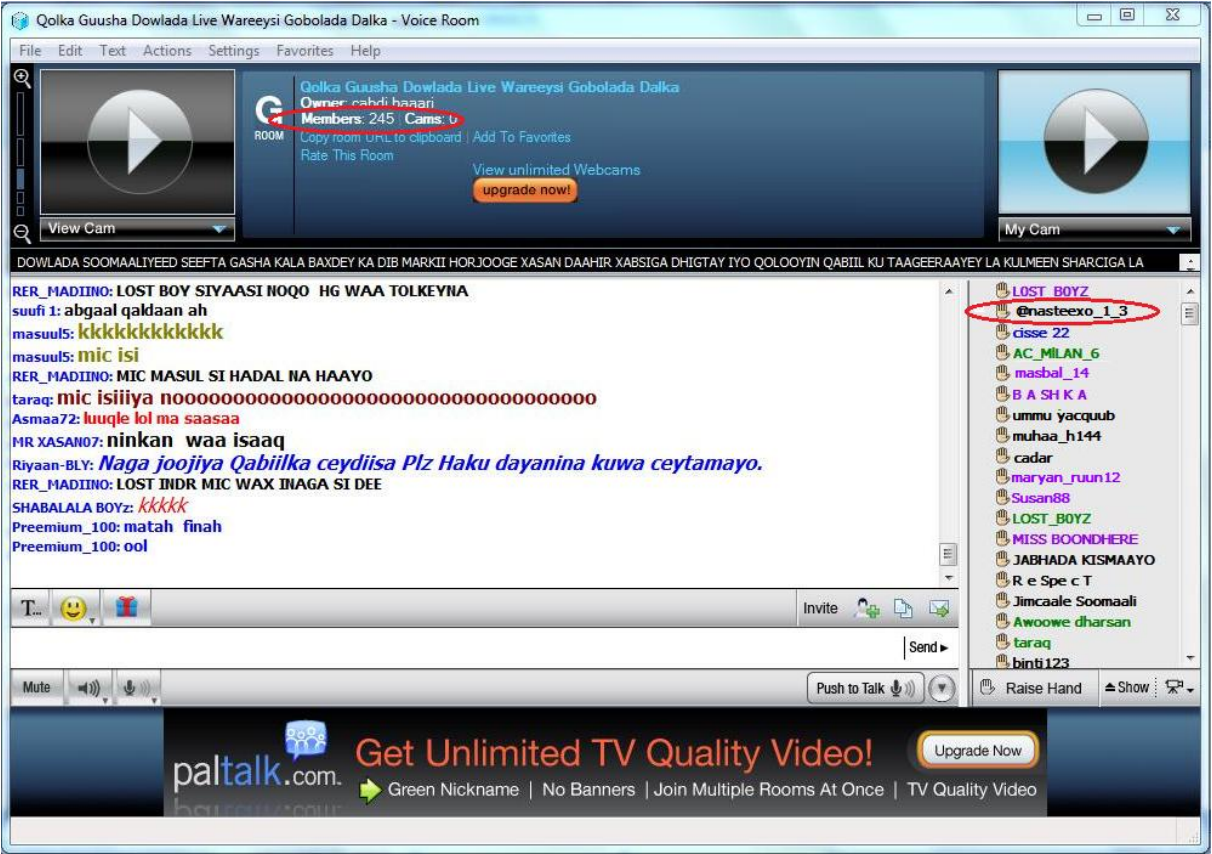 Qolka Guusha Dowlada Live Wareeysi Gobolada Dalka - Voice Room
File Edit Text Actions Settings Favorites Help
G
ROOM
Qolka Guusha Dowlada Live Wareeysi Gobolada Dalka
Owner: cabdi baaari
Members: 245 | Cams: 0
Copy room URL to clipboard | Add To Favorites
Rate This Room
View unlimited Webcams
upgrade now!
View Cam
My Cam
DOWLADA SOOMAALIYEED SEEFTA GASHA KALA BAXDEY KA DIB MARKII HORJOOGE XASAN DAAHIR XABSIGA DHIGTAY IYO QOLOOYIN QABIIL KU TAAGEERAAYEY LA KULMEEN SHARCIGA LA
RER_MADIINO: LOST BOY SIYAASI NOQO HG WAA TOLKEYNA
suufi 1: abgaal qaldaan ah
masuul5: kkkkkkkkkkkk
masuul5: mic isi
RER_MADIINO: MIC MASUL SI HADAL NA HAAYO
taraq: mic isiiiya nooooooooooooooooooooooooooooooooooo
Asmaa72: luuqle lol ma saasaa
MR XASAN07: ninkan waa isaaq
Riyaan-BLY: Naga joojiya Qabiilka ceydiisa Plz Haku dayanina kuwa ceytamayo.
RER_MADIINO: LOST INDR MIC WAX INAGA SI DEE
SHABALALA BOYz: kkkkk
Preemium_100: matah finah
Preemium_100: ool
LOST BOYZ
@nasteexo_1_3
cisse 22
AC_MiLAN_6
masbal_14
B A SH K A
ummu yacquub
muhaa_h144
cadar
maryan_ruun12
Susan88
LOST_B0YZ
MISS BOONDHERE
JABHADA KISMAAYO
R e Spe c T
Jimcaale Soomaali
Awoowe dharsan
taraq
binti123
T...
Invite
Send
Mute
Push to Talk
Raise Hand
Show
paltalk.com.
Get Unlimited TV Quality Video!
Green Nickname | No Banners | Join Multiple Rooms At Once | TV Quality Video
Upgrade Now